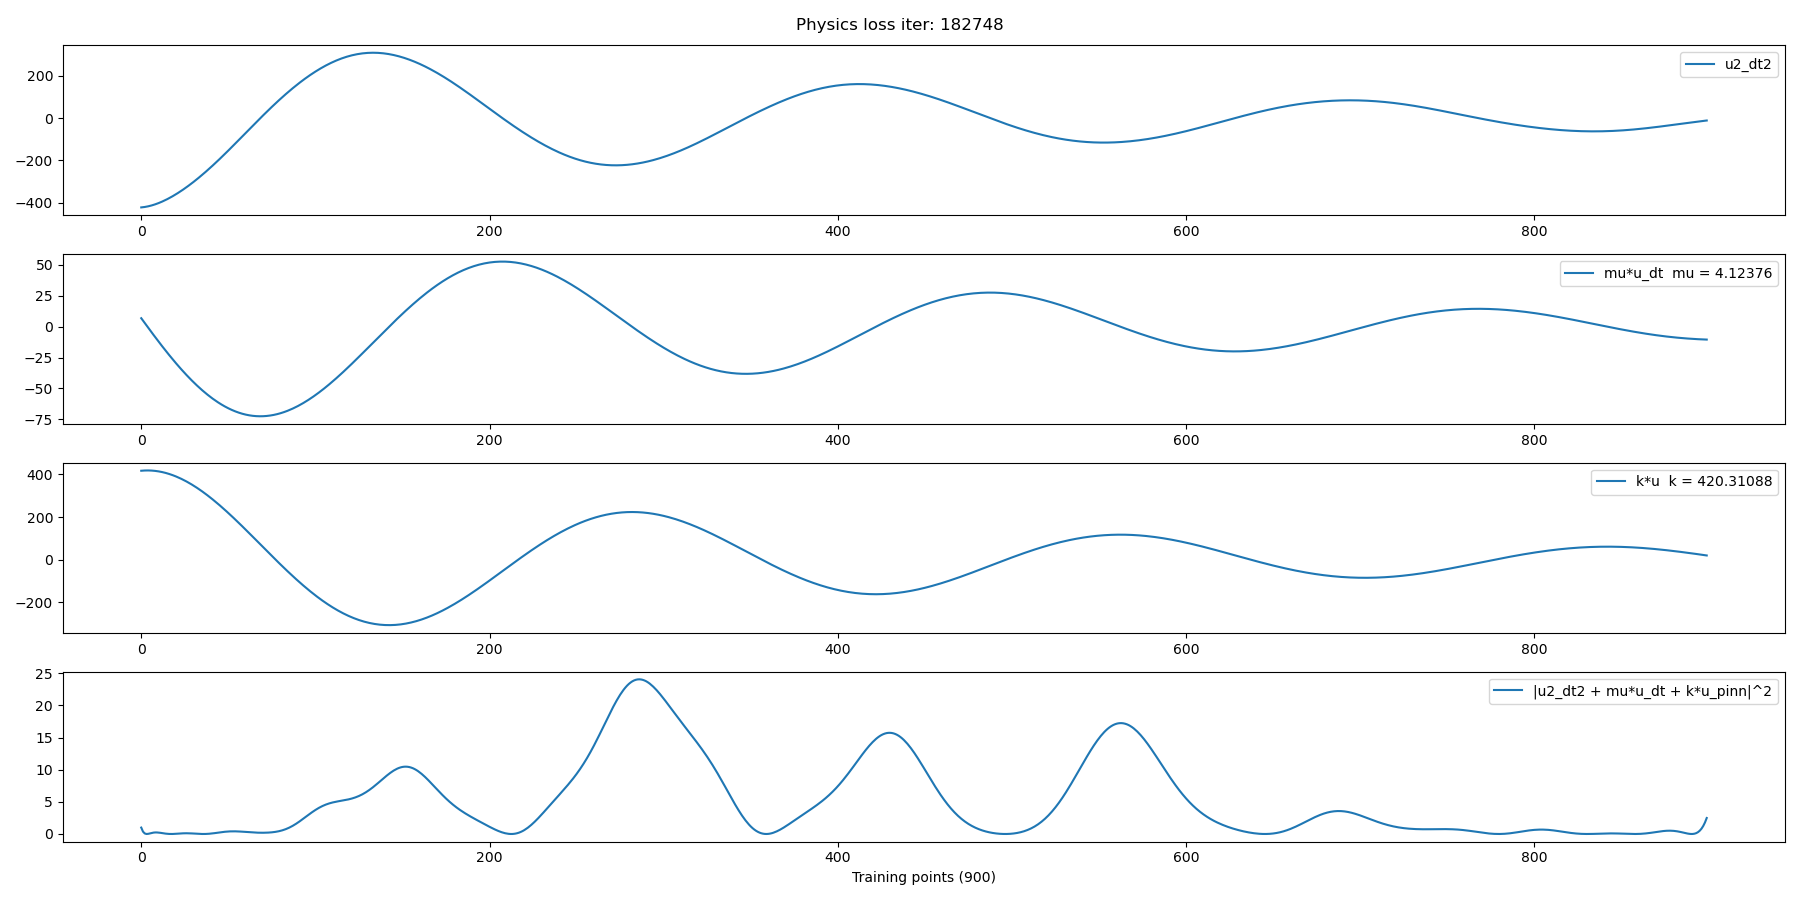 Physics loss iter: 182748
u2_dt2
200
0
−200
−400
0 200 400 600 800
mu*u_dt  mu = 4.12376
50
25
0
−25
−50
−75
0 200 400 600 800
k*u  k = 420.31088
400
200
0
−200
0 200 400 600 800
|u2_dt2 + mu*u_dt + k*u_pinn|^2
25
20
15
10
5
0
0 200 400 600 800
Training points (900)